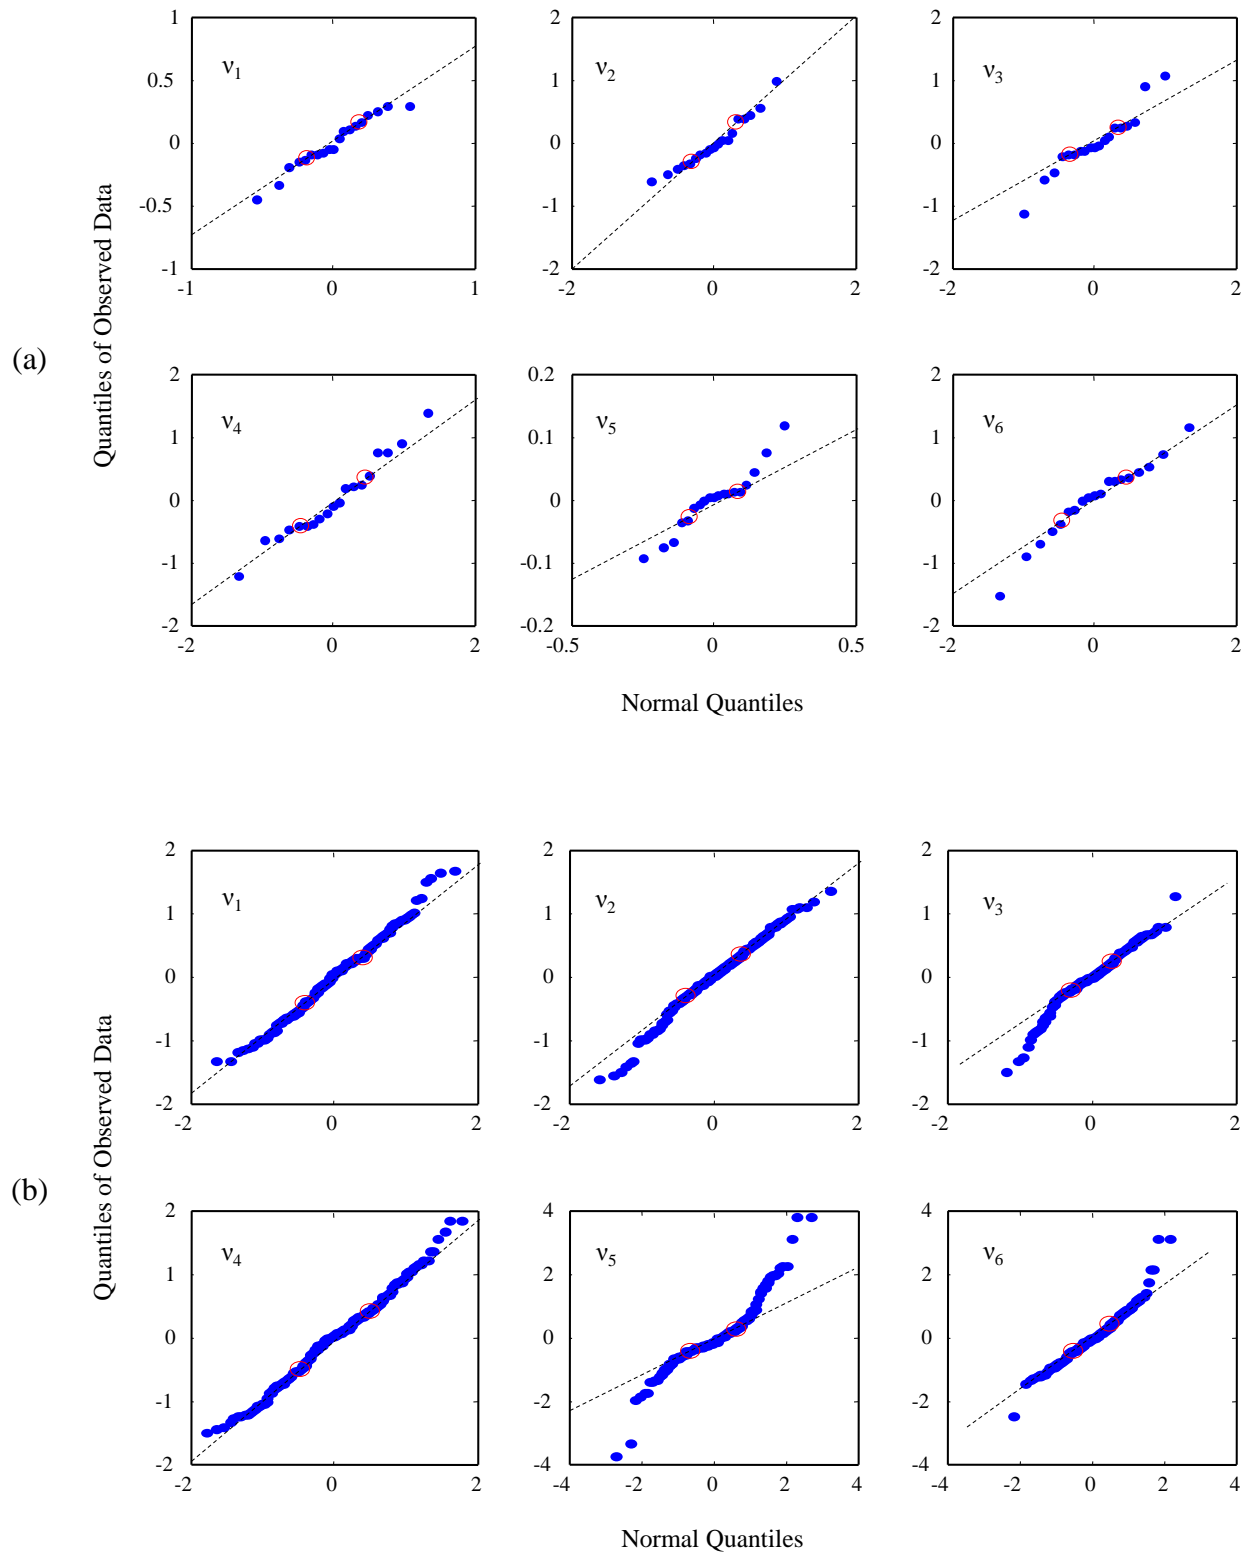 (a)
Quantiles of Observed Data
1
0.5
0
-0.5
-1
-1 0 1
ν1
2
1
0
-1
-2
-2 0 2
ν2
2
1
0
-1
-2
-2 0 2
ν3
2
1
0
-1
-2
-2 0 2
ν4
0.2
0.1
0
-0.1
-0.2
-0.5 0 0.5
ν5
2
1
0
-1
-2
-2 0 2
ν6
Normal Quantiles
(b)
Quantiles of Observed Data
2
1
0
-1
-2
-2 0 2
ν1
2
1
0
-1
-2
-2 0 2
ν2
2
1
0
-1
-2
-2 0 2
ν3
2
1
0
-1
-2
-2 0 2
ν4
4
2
0
-2
-4
-4 -2 0 2 4
ν5
4
2
0
-2
-4
-4 -2 0 2 4
ν6
Normal Quantiles